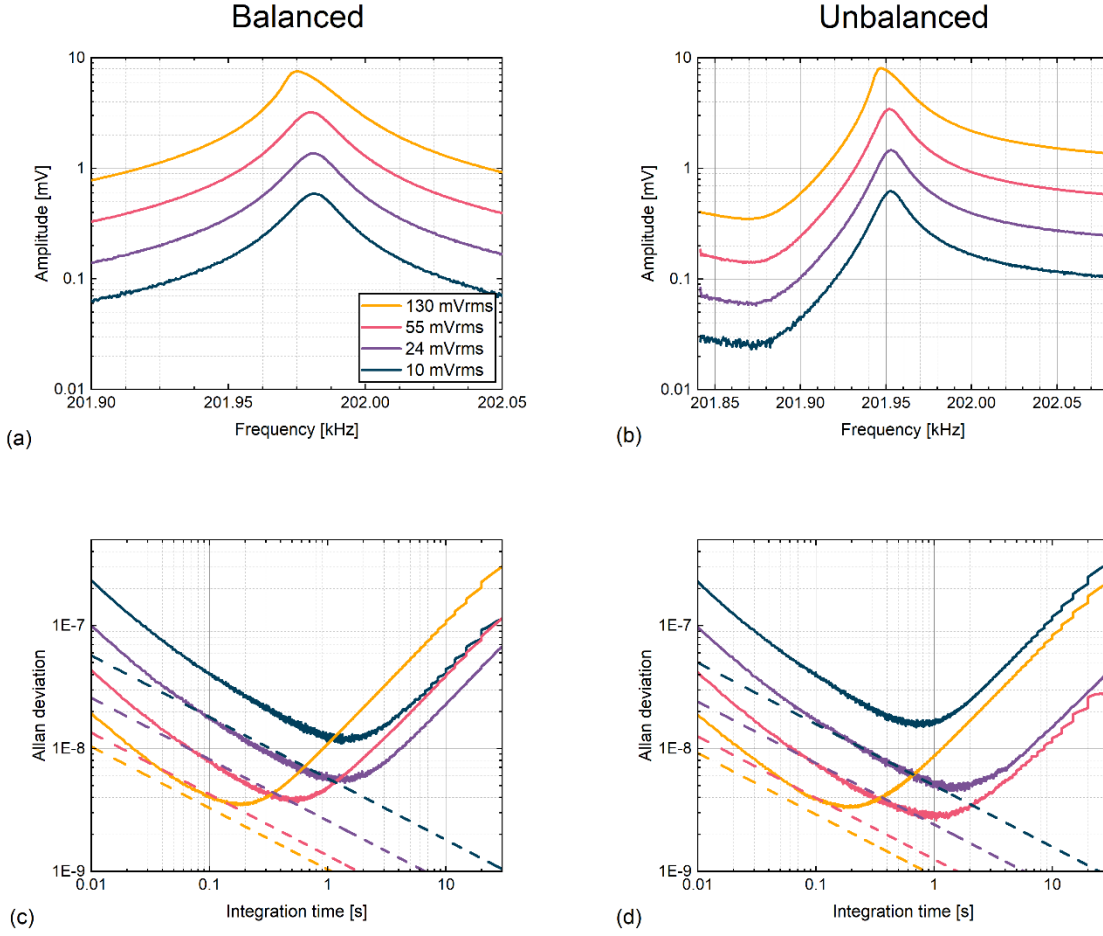 Balanced
Unbalanced
10
1
0.1
0.01
Amplitude [mV]
201.90
201.95
202.00
202.05
Frequency [kHz]
130 mVrms
55 mVrms
24 mVrms
10 mVrms
(a)
10
1
0.1
0.01
Amplitude [mV]
201.85
201.90
201.95
202.00
202.05
Frequency [kHz]
(b)
1E-7
1E-8
1E-9
Allan deviation
0.01
0.1
1
10
Integration time [s]
(c)
1E-7
1E-8
1E-9
Allan deviation
0.01
0.1
1
10
Integration time [s]
(d)